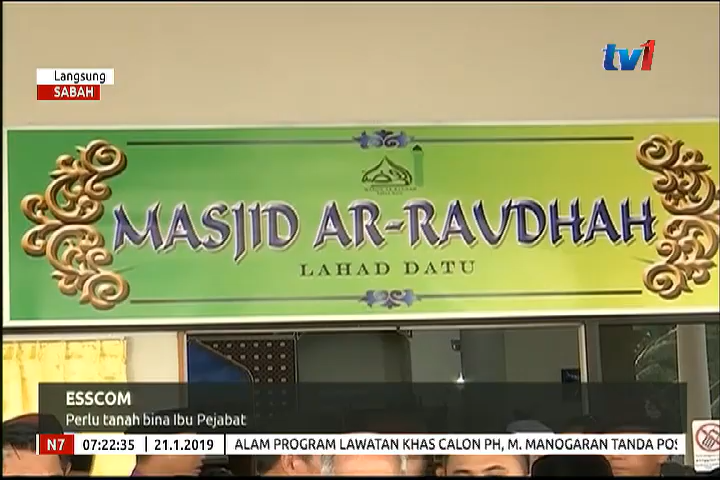 tv1
Langsung
SABAH
MASJID AR-RAUDHAH
LAHAD DATU
ESSCOM
Perlu tanah bina Ibu Pejabat
N7 07:22:35 21.1.2019 ALAM PROGRAM LAWATAN KHAS CALON PH, M. MANOGARAN TANDA POS